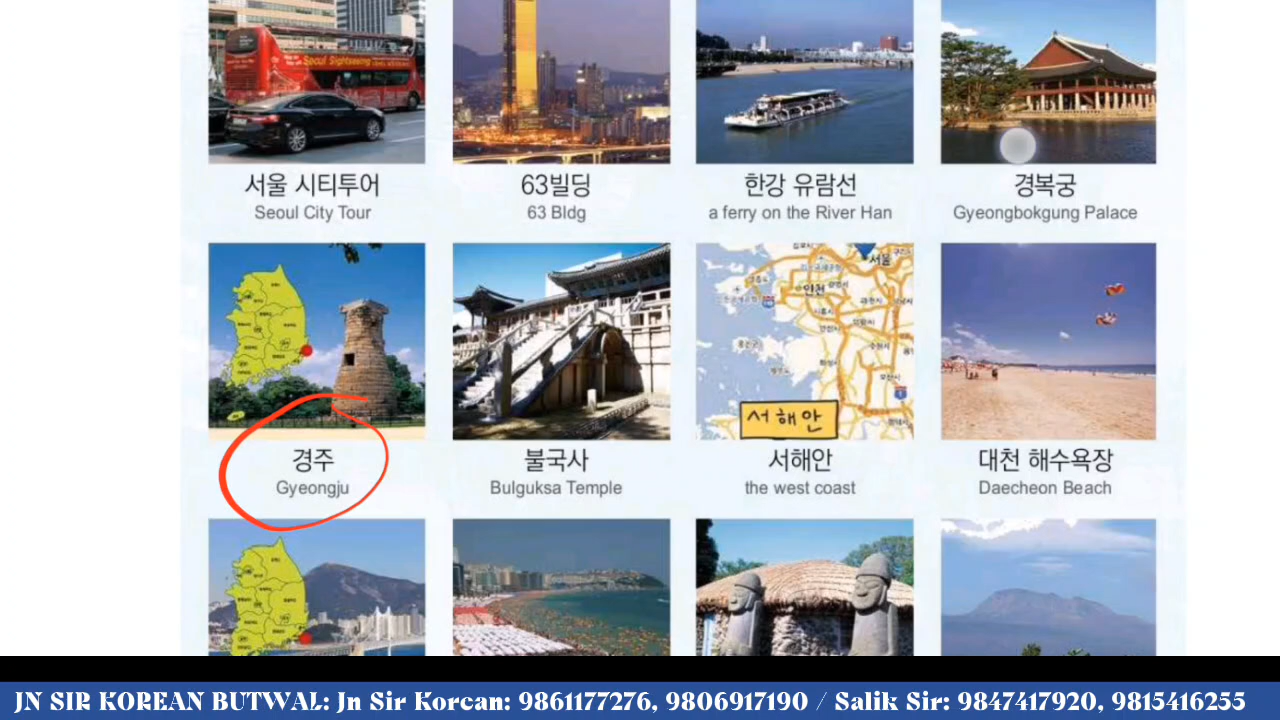 Seoul Sightseeing
서울 시티투어
63빌딩
한강 유람선
경복궁
Seoul City Tour
63 Bldg
a ferry on the River Han
Gyeongbokgung Palace
서울
인천
서해안
경주
불국사
서해안
대천 해수욕장
Gyeongju
Bulguksa Temple
the west coast
Daecheon Beach
JN SIR KOREAN BUTWAL: Jn Sir Korean: 9861177276, 9806917190 / Salik Sir: 9847417920, 9815416255